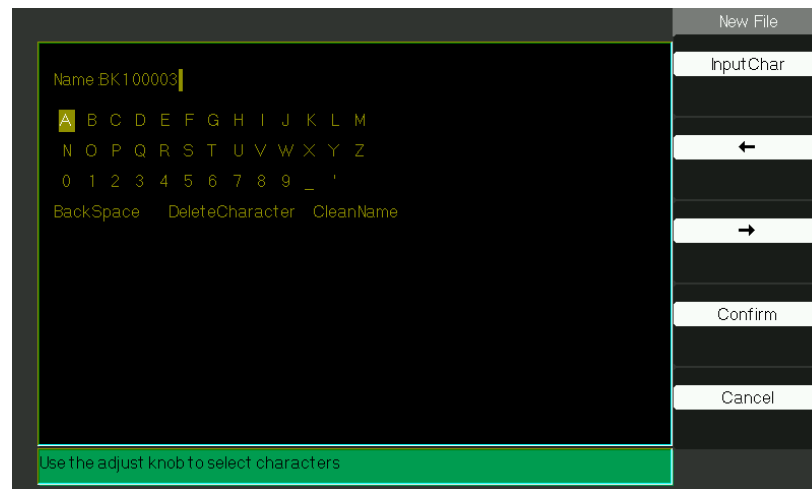 New File
InputChar
Name:BK100003
A B C D E F G H I J K L M
N O P Q R S T U V W X Y Z
0 1 2 3 4 5 6 7 8 9 _ '
BackSpace DeleteCharacter CleanName
←
→
Confirm
Cancel
Use the adjust knob to select characters